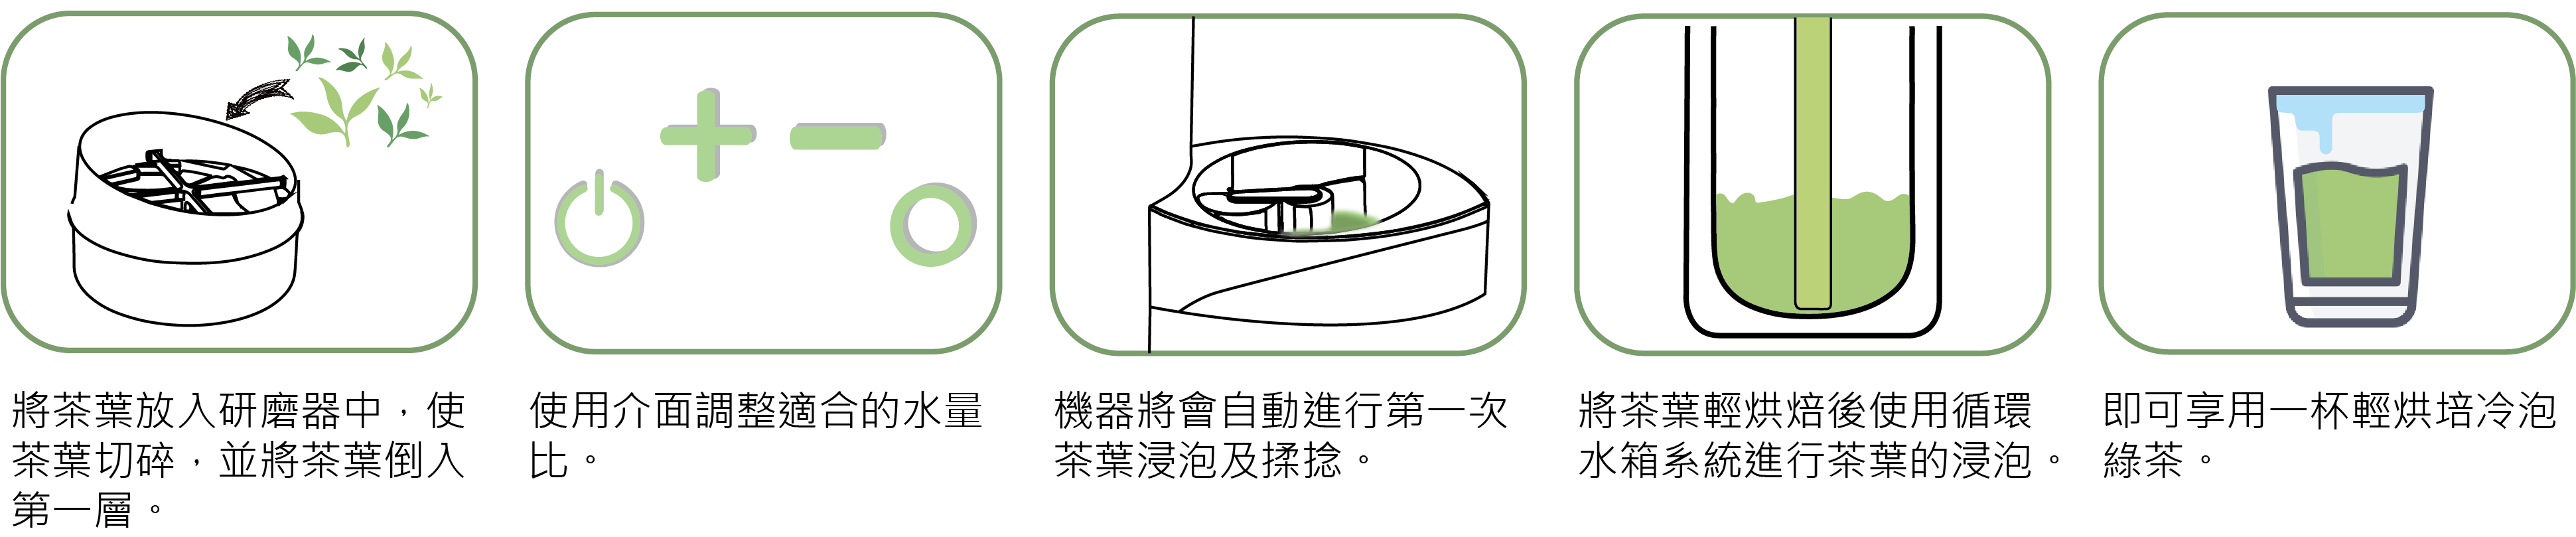 將茶葉放入研磨器中，使
茶葉切碎，並將茶葉倒入
第一層。
使用介面調整適合的水量
比。
機器將會自動進行第一次
茶葉浸泡及揉捻。
將茶葉輕烘焙後使用循環
水箱系統進行茶葉的浸泡。
即可享用一杯輕烘培冷泡
綠茶。